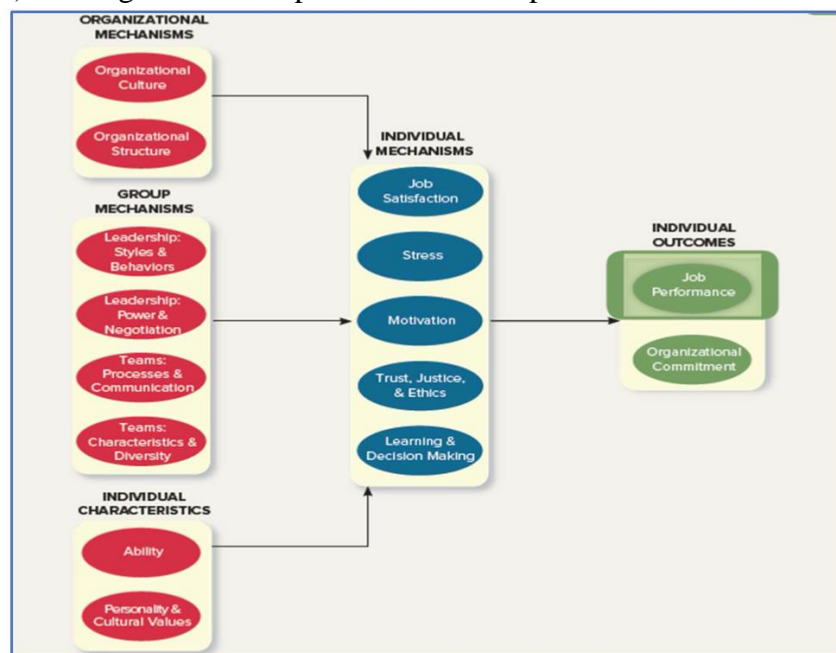 ORGANIZATIONAL
MECHANISMS
Organizational
Culture
Organizational
Structure
GROUP
MECHANISMS
Leadership:
Styles &
Behaviors
Leadership:
Power &
Negotiation
Teams:
Processes &
Communication
Teams:
Characteristics &
Diversity
INDIVIDUAL
CHARACTERISTICS
Ability
Personality &
Cultural Values
INDIVIDUAL
MECHANISMS
Job
Satisfaction
Stress
Motivation
Trust, Justice,
& Ethics
Learning &
Decision Making
INDIVIDUAL
OUTCOMES
Job
Performance
Organizational
Commitment